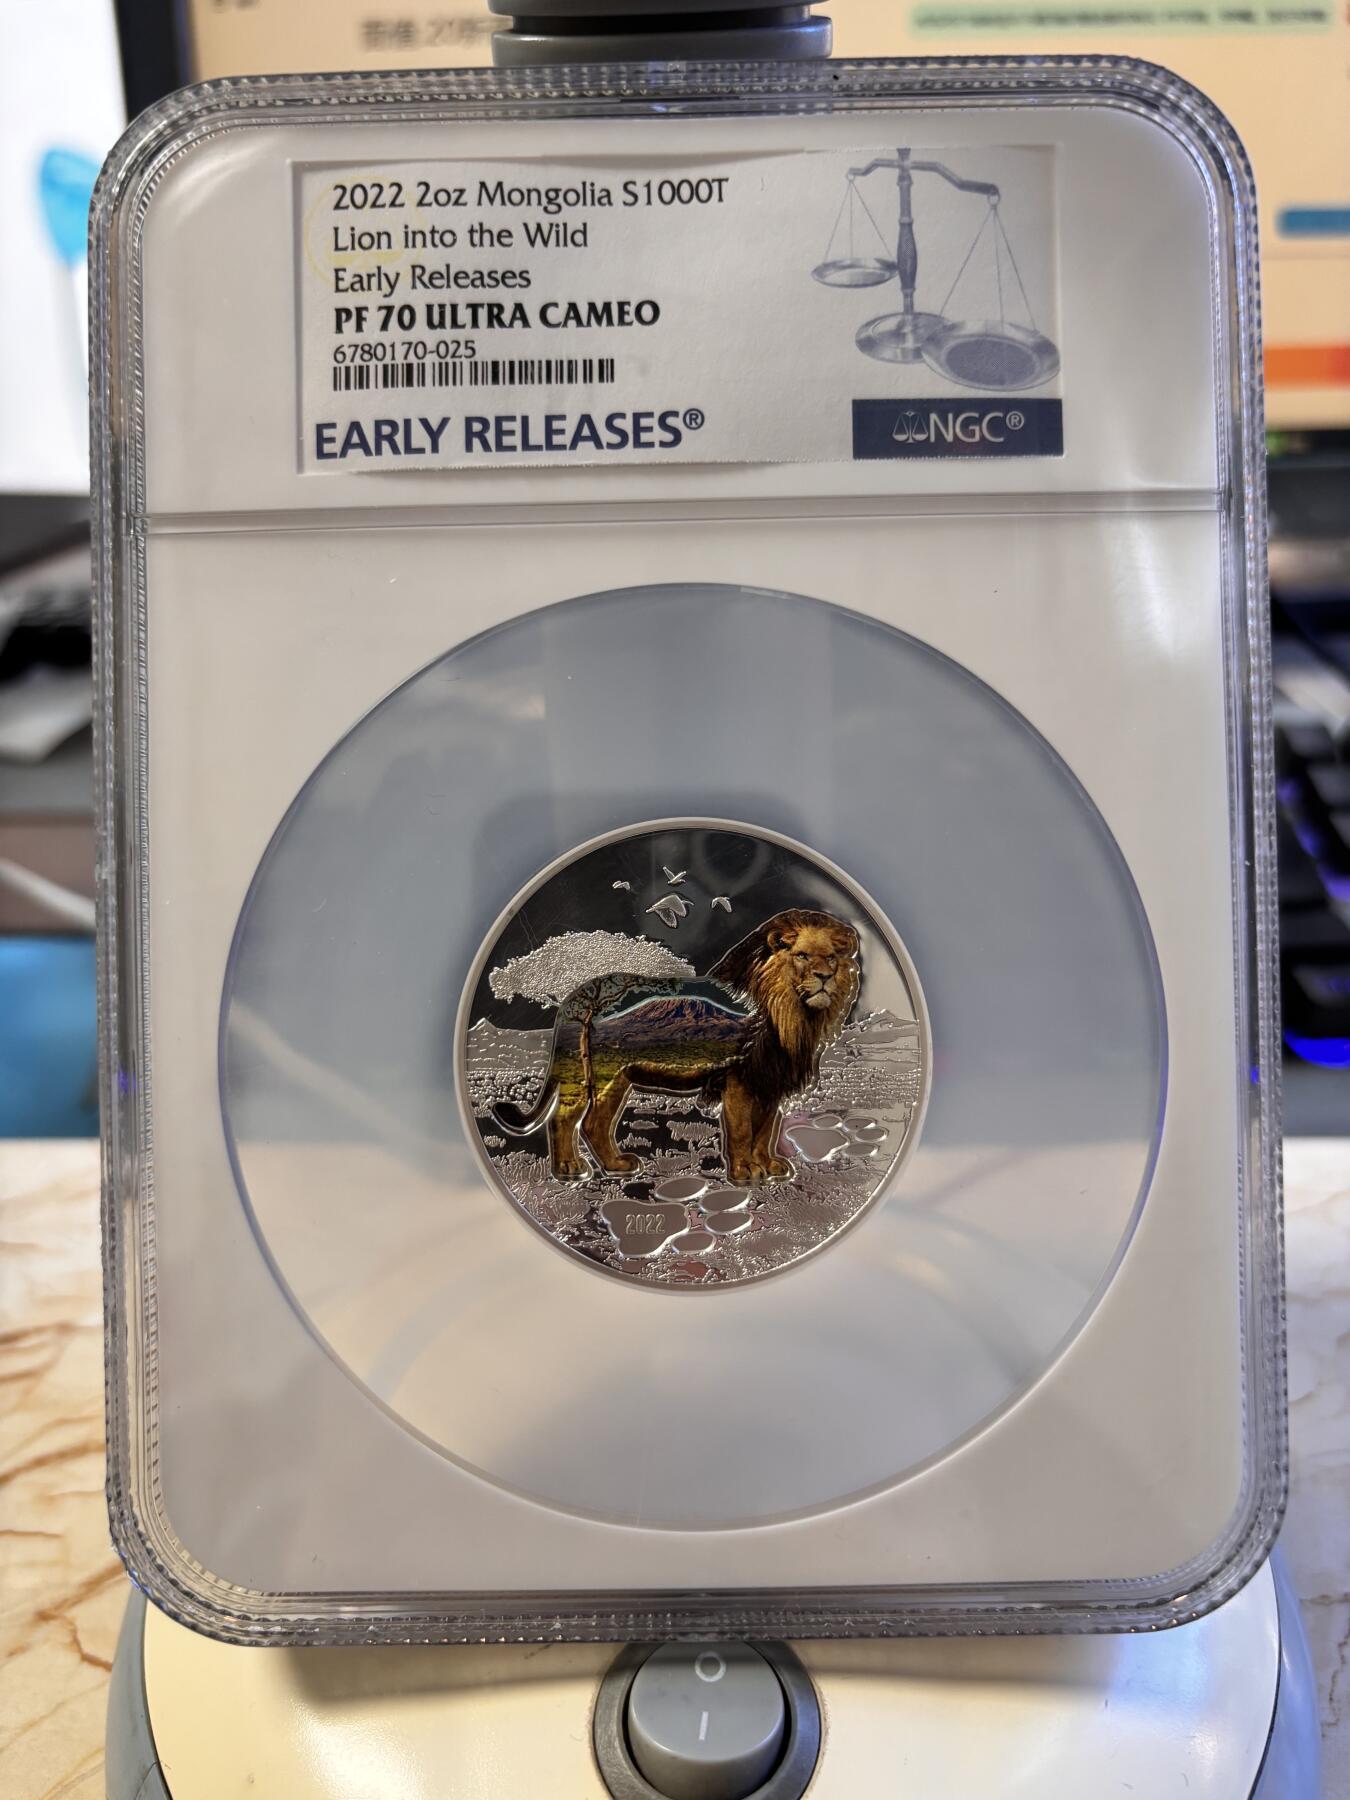 2022 2oz Mongolia S1000T
Lion into the Wild
Early Releases
PF 70 ULTRA CAMEO
6780170-025
EARLY RELEASES®
NGC®
2022